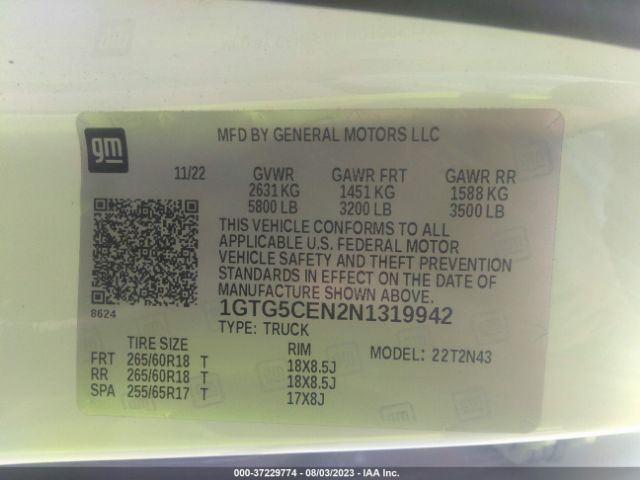 gm
MFD BY GENERAL MOTORS LLC
11/22 GVWR GAWR FRT GAWR RR
2631 KG 1451 KG 1588 KG
5800 LB 3200 LB 3500 LB
THIS VEHICLE CONFORMS TO ALL
APPLICABLE U.S. FEDERAL MOTOR
VEHICLE SAFETY AND THEFT PREVENTION
STANDARDS IN EFFECT ON THE DATE OF
MANUFACTURE SHOWN ABOVE.
8624
1GTG5CEN2N1319942
TYPE: TRUCK
TIRE SIZE RIM MODEL: 22T2N43
FRT 265/60R18 T 18X8.5J
RR 265/60R18 T 18X8.5J
SPA 255/65R17 T 17X8J
© COPY - 37229774 - 08/03/2023 - IAA Inc.